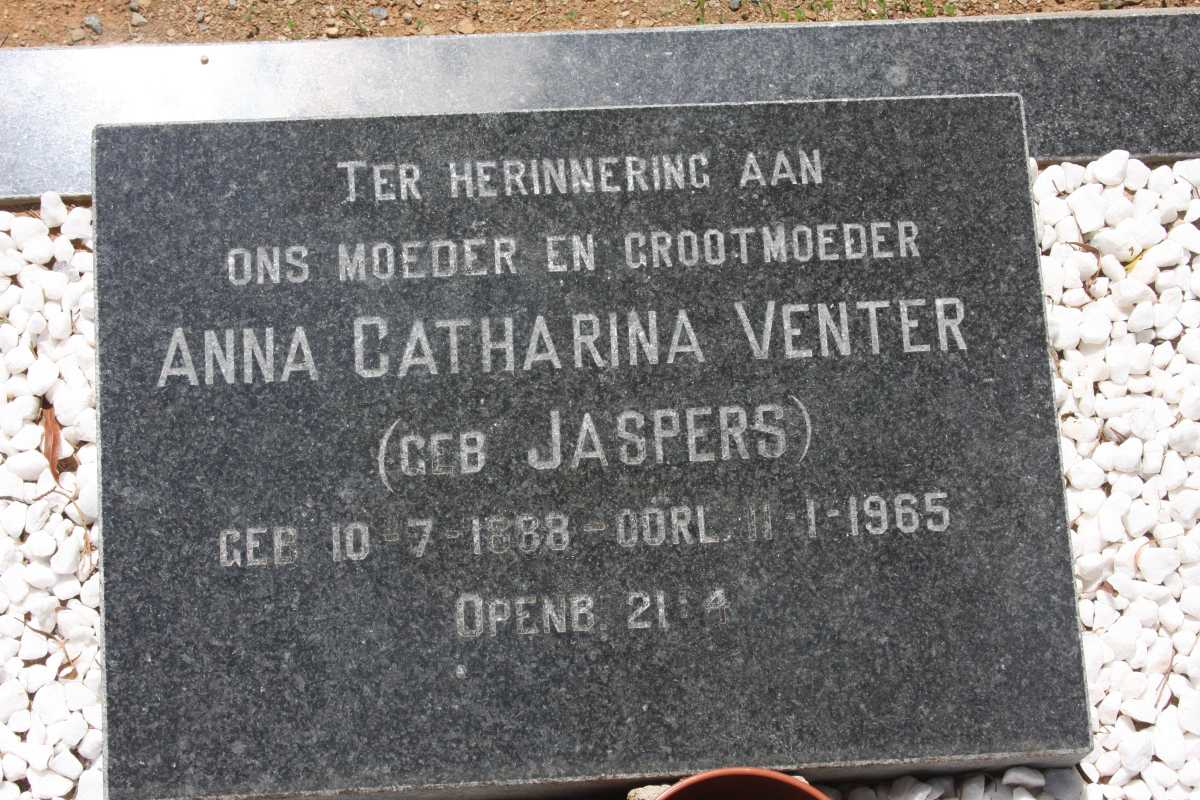 TER HERINNERING AAN
ONS MOEDER EN GROOTMOEDER
ANNA CATHARINA VENTER
(GEB JASPERS)
GEB 10-7-1888-OORL. 11-1-1965
OPENB. 21:4